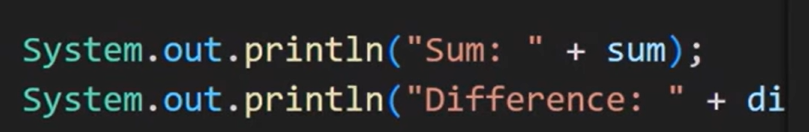 System.out.println("Sum: " + sum);
System.out.println("Difference: " + di